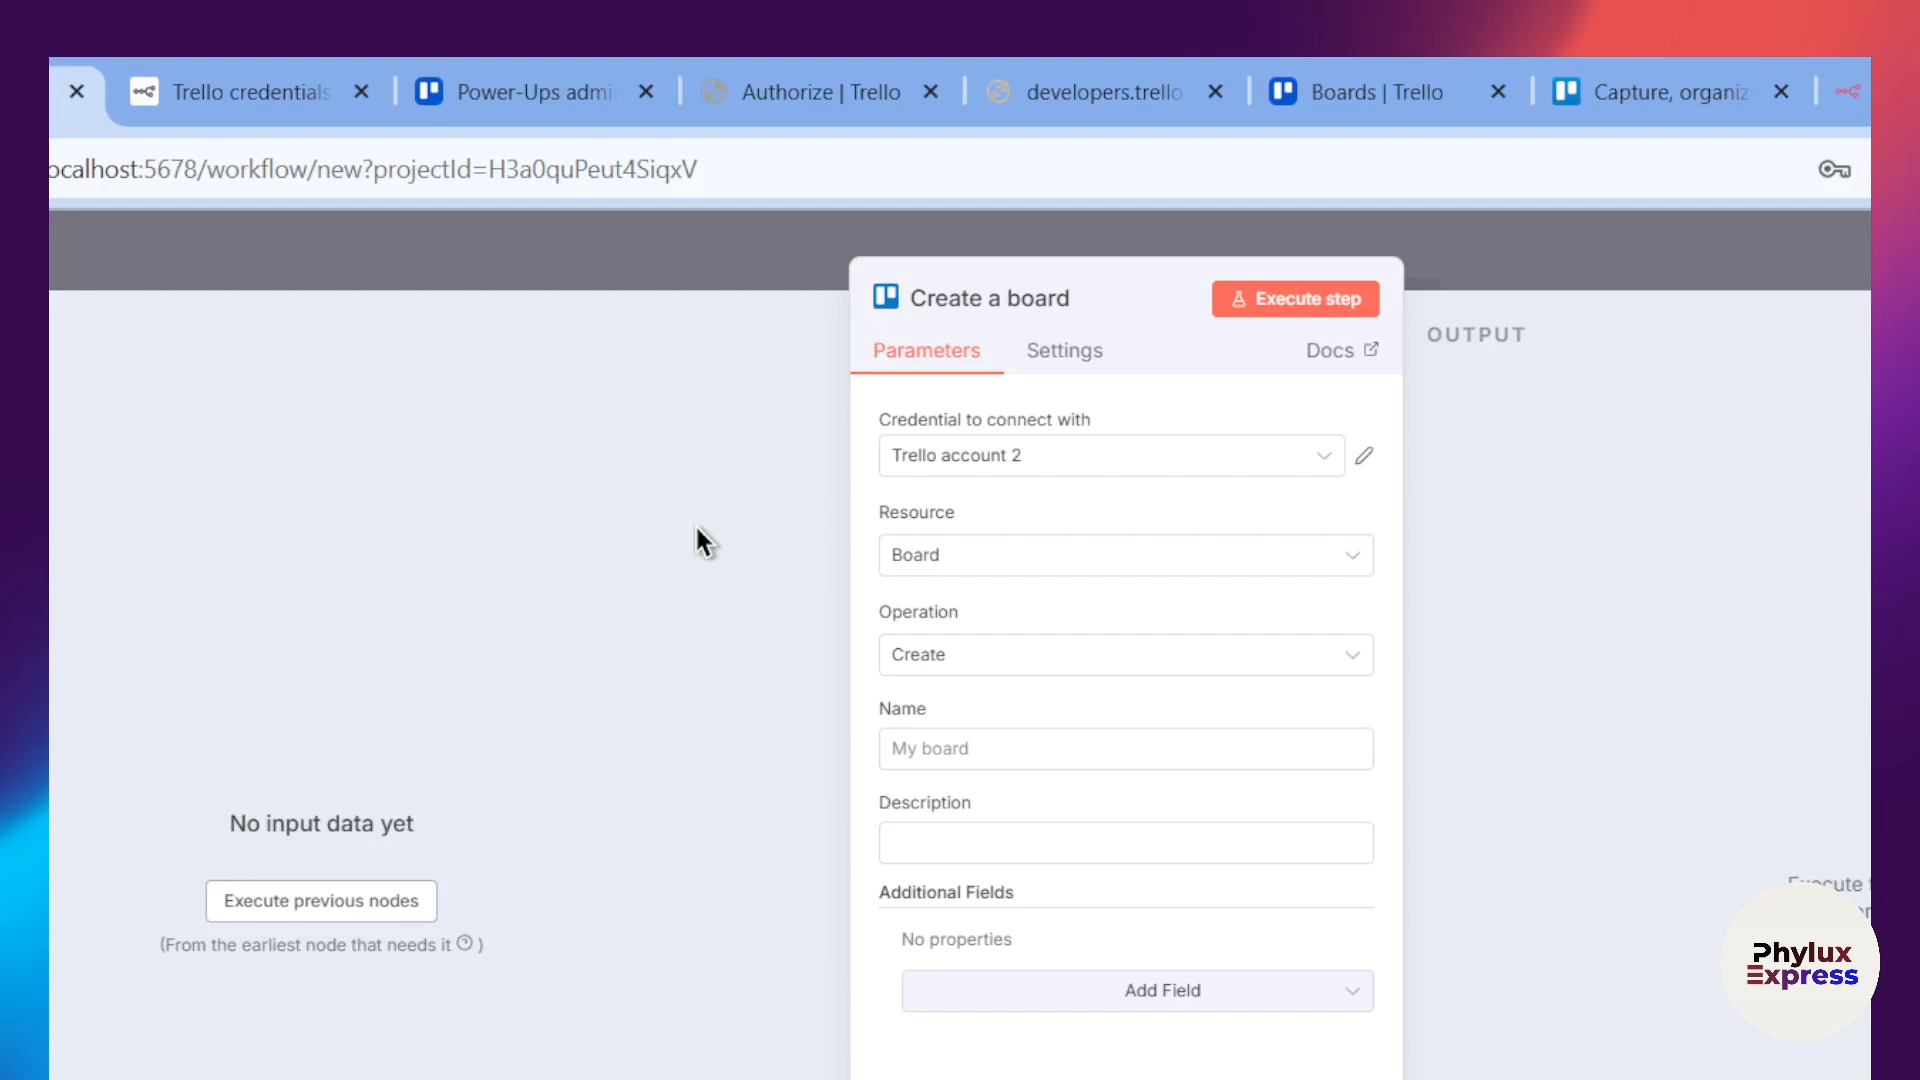 Trello credentials
Power-Ups admi
Authorize | Trello
developers.trello
Boards | Trello
Capture, organiz
ocalhost:5678/workflow/new?projectId=H3a0quPeut4SiqxV
Create a board
Execute step
Parameters
Settings
Docs
OUTPUT
Credential to connect with
Trello account 2
Resource
Board
Operation
Create
Name
My board
Description
No input data yet
Execute previous nodes
(From the earliest node that needs it ? )
Additional Fields
No properties
Add Field
Execute
Phylux
Express